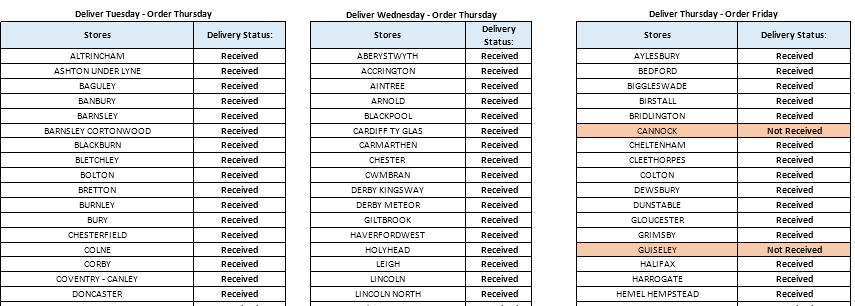 Deliver Tuesday - Order Thursday
Stores Delivery Status:
ALTRINCHAM Received
ASHTON UNDER LYNE Received
BAGULEY Received
BANBURY Received
BARNSLEY Received
BARNSLEY CORTONWOOD Received
BLACKBURN Received
BLETCHLEY Received
BOLTON Received
BRETTON Received
BURNLEY Received
BURY Received
CHESTERFIELD Received
COLNE Received
CORBY Received
COVENTRY - CANLEY Received
DONCASTER Received
Deliver Wednesday - Order Thursday
Stores Delivery
Status:
ABERYSTWYTH Received
ACCRINGTON Received
AINTREE Received
ARNOLD Received
BLACKPOOL Received
CARDIFF TY GLAS Received
CARMARTHEN Received
CHESTER Received
CWMBRAN Received
DERBY KINGSWAY Received
DERBY METEOR Received
GILTBROOK Received
HAVERFORDWEST Received
HOLYHEAD Received
LEIGH Received
LINCOLN Received
LINCOLN NORTH Received
Deliver Thursday - Order Friday
Stores Delivery Status:
AYLESBURY Received
BEDFORD Received
BIGGLESWADE Received
BIRSTALL Received
BRIDLINGTON Received
CANNOCK Not Received
CHELTENHAM Received
CLEETHORPES Received
COLTON Received
DEWSBURY Received
DUNSTABLE Received
GLOUCESTER Received
GRIMSBY Received
GUISELEY Not Received
HALIFAX Received
HARROGATE Received
HEMEL HEMPSTEAD Received